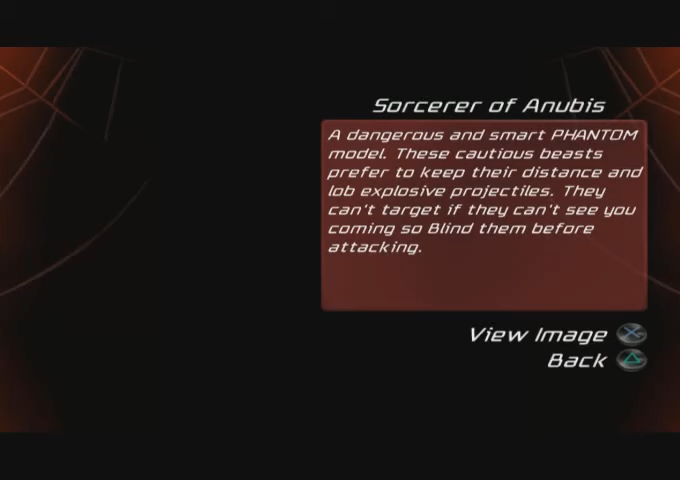 Sorcerer of Anubis
A dangerous and smart PHANTOM
model. These cautious beasts
prefer to keep their distance and
lob explosive projectiles. They
can't target if they can't see you
coming so Blind them before
attacking.
View Image
Back